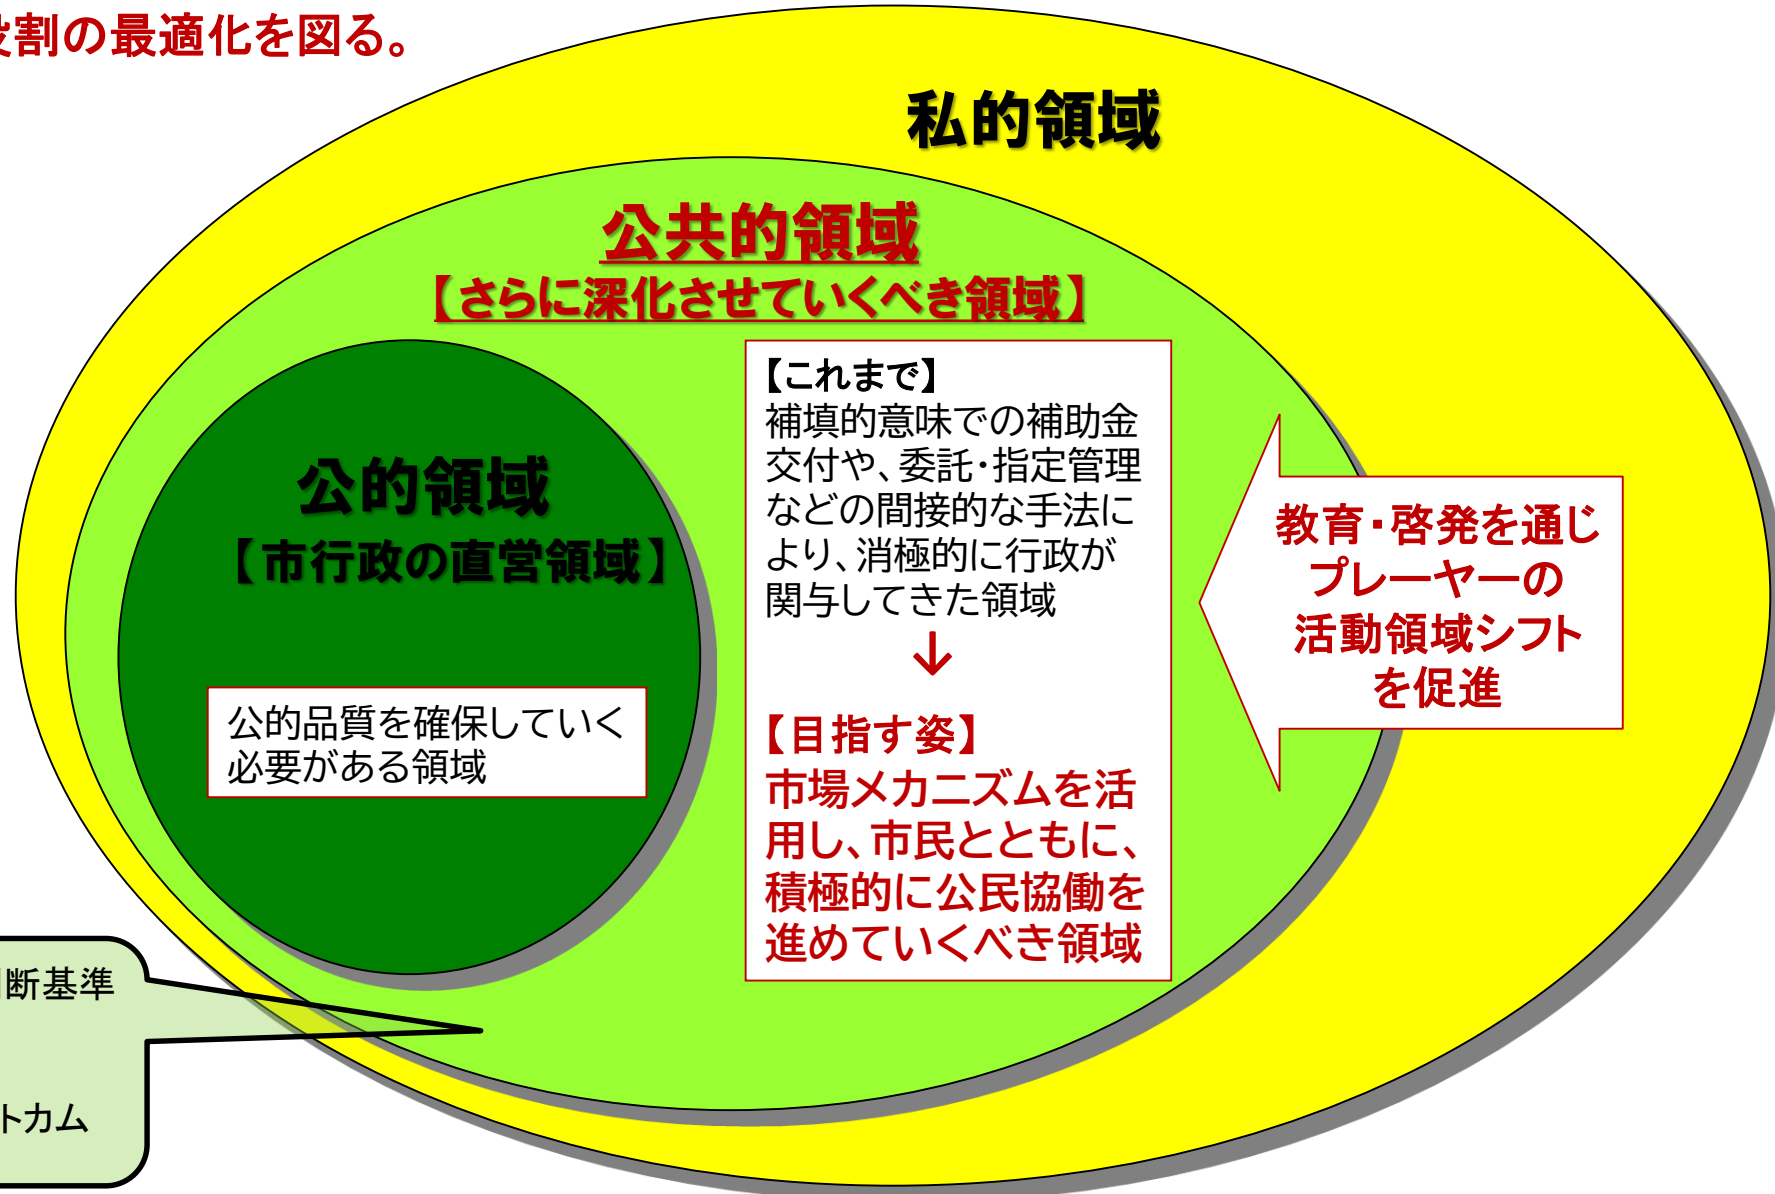 割の最適化を図る。
私的領域
公共的領域
【さらに深化させていくべき領域】
公的領域
【市行政の直営領域】
公的品質を確保していく
必要がある領域
【これまで】
補填的意味での補助金
交付や、委託・指定管理
などの間接的な手法に
より、消極的に行政が
関与してきた領域
↓
【目指す姿】
市場メカニズムを活
用し、市民とともに、
積極的に公民協働を
進めていくべき領域
教育・啓発を通じ
プレーヤーの
活動領域シフト
を促進
断基準
トカム